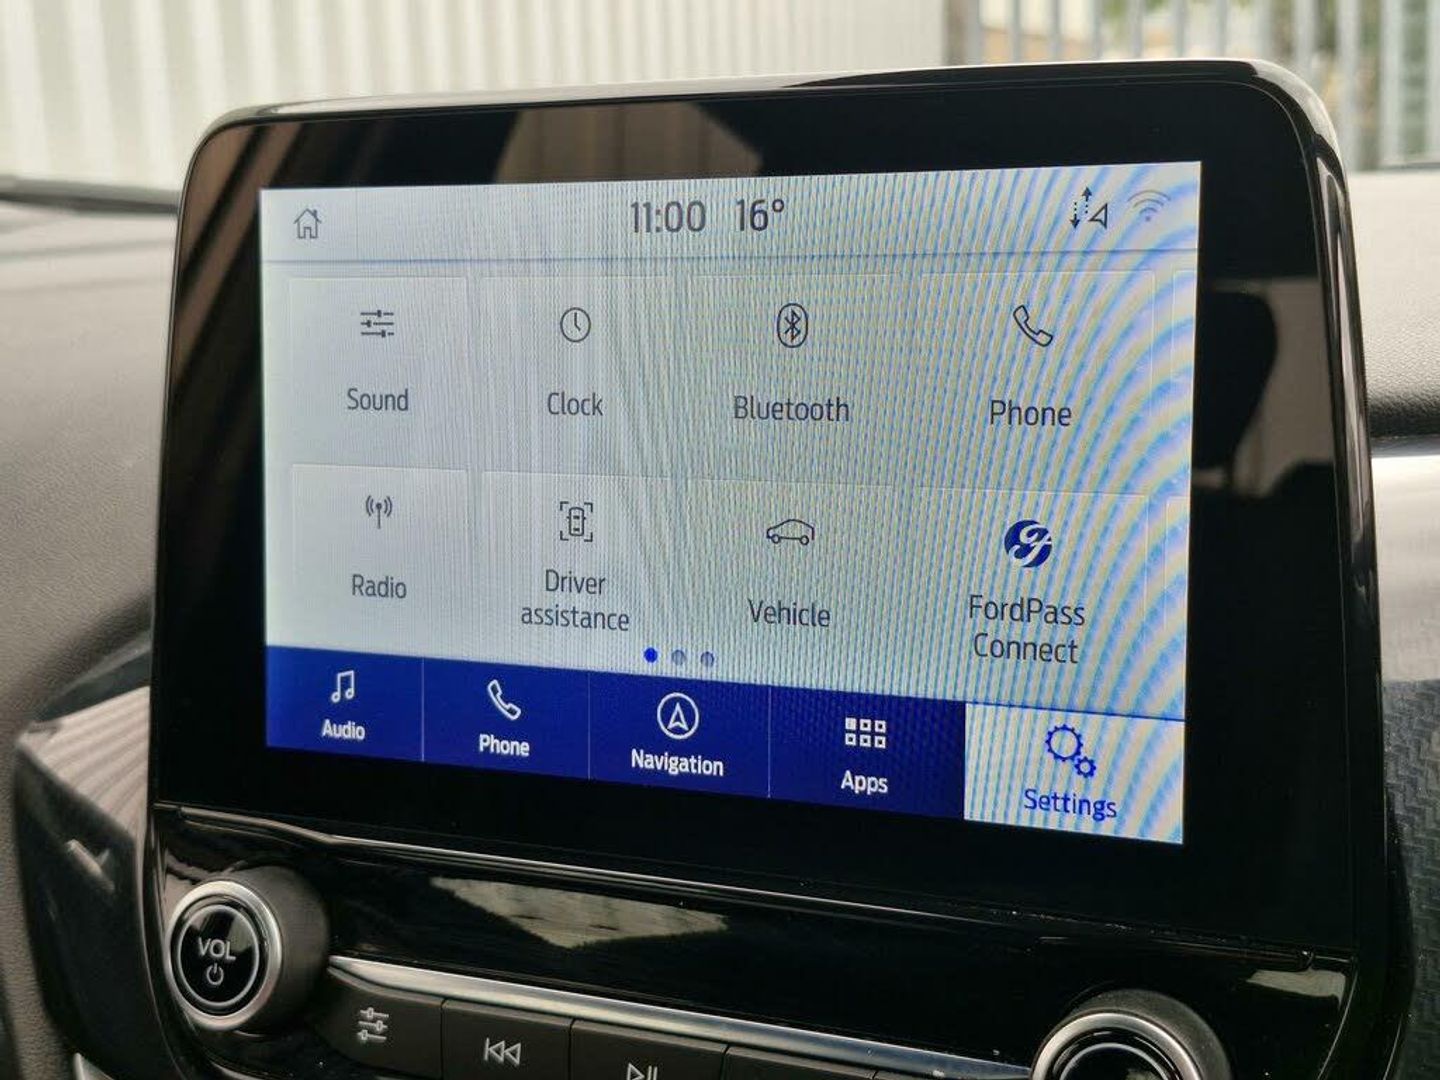 11:00 16°
Sound
Clock
Bluetooth
Phone
Radio
Driver
assistance
Vehicle
FordPass
Connect
Audio
Phone
Navigation
Apps
Settings
VOL